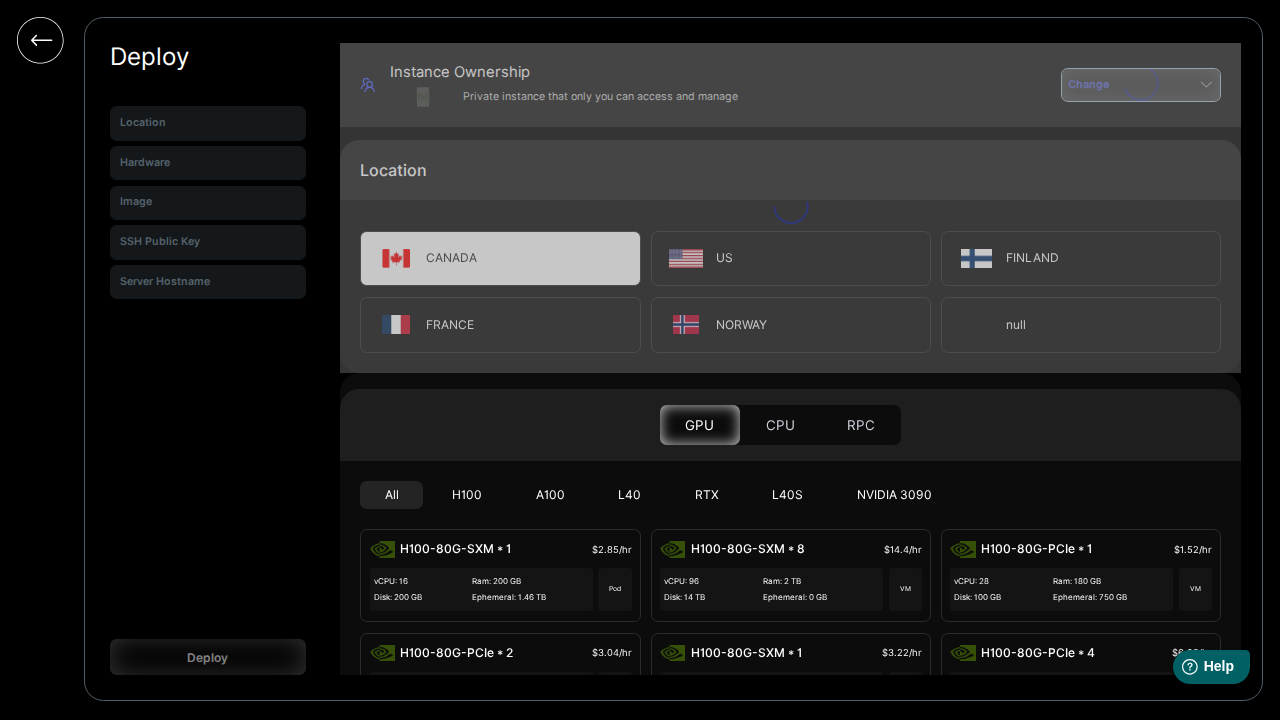 Deploy
Location
Hardware
Image
SSH Public Key
Server Hostname
Deploy
Instance Ownership
Private instance that only you can access and manage
Change
Location
CANADA
US
FINLAND
FRANCE
NORWAY
null
GPU CPU RPC
All H100 A100 L40 RTX L40S NVIDIA 3090
H100-80G-SXM * 1 $2.85/hr
vCPU: 16 Ram: 200 GB
Disk: 200 GB Ephemeral: 1.46 TB
Pod
H100-80G-SXM * 8 $14.4/hr
vCPU: 96 Ram: 2 TB
Disk: 14 TB Ephemeral: 0 GB
VM
H100-80G-PCIe * 1 $1.52/hr
vCPU: 28 Ram: 180 GB
Disk: 100 GB Ephemeral: 750 GB
VM
H100-80G-PCIe * 2 $3.04/hr
H100-80G-SXM * 1 $3.22/hr
H100-80G-PCIe * 4
Help